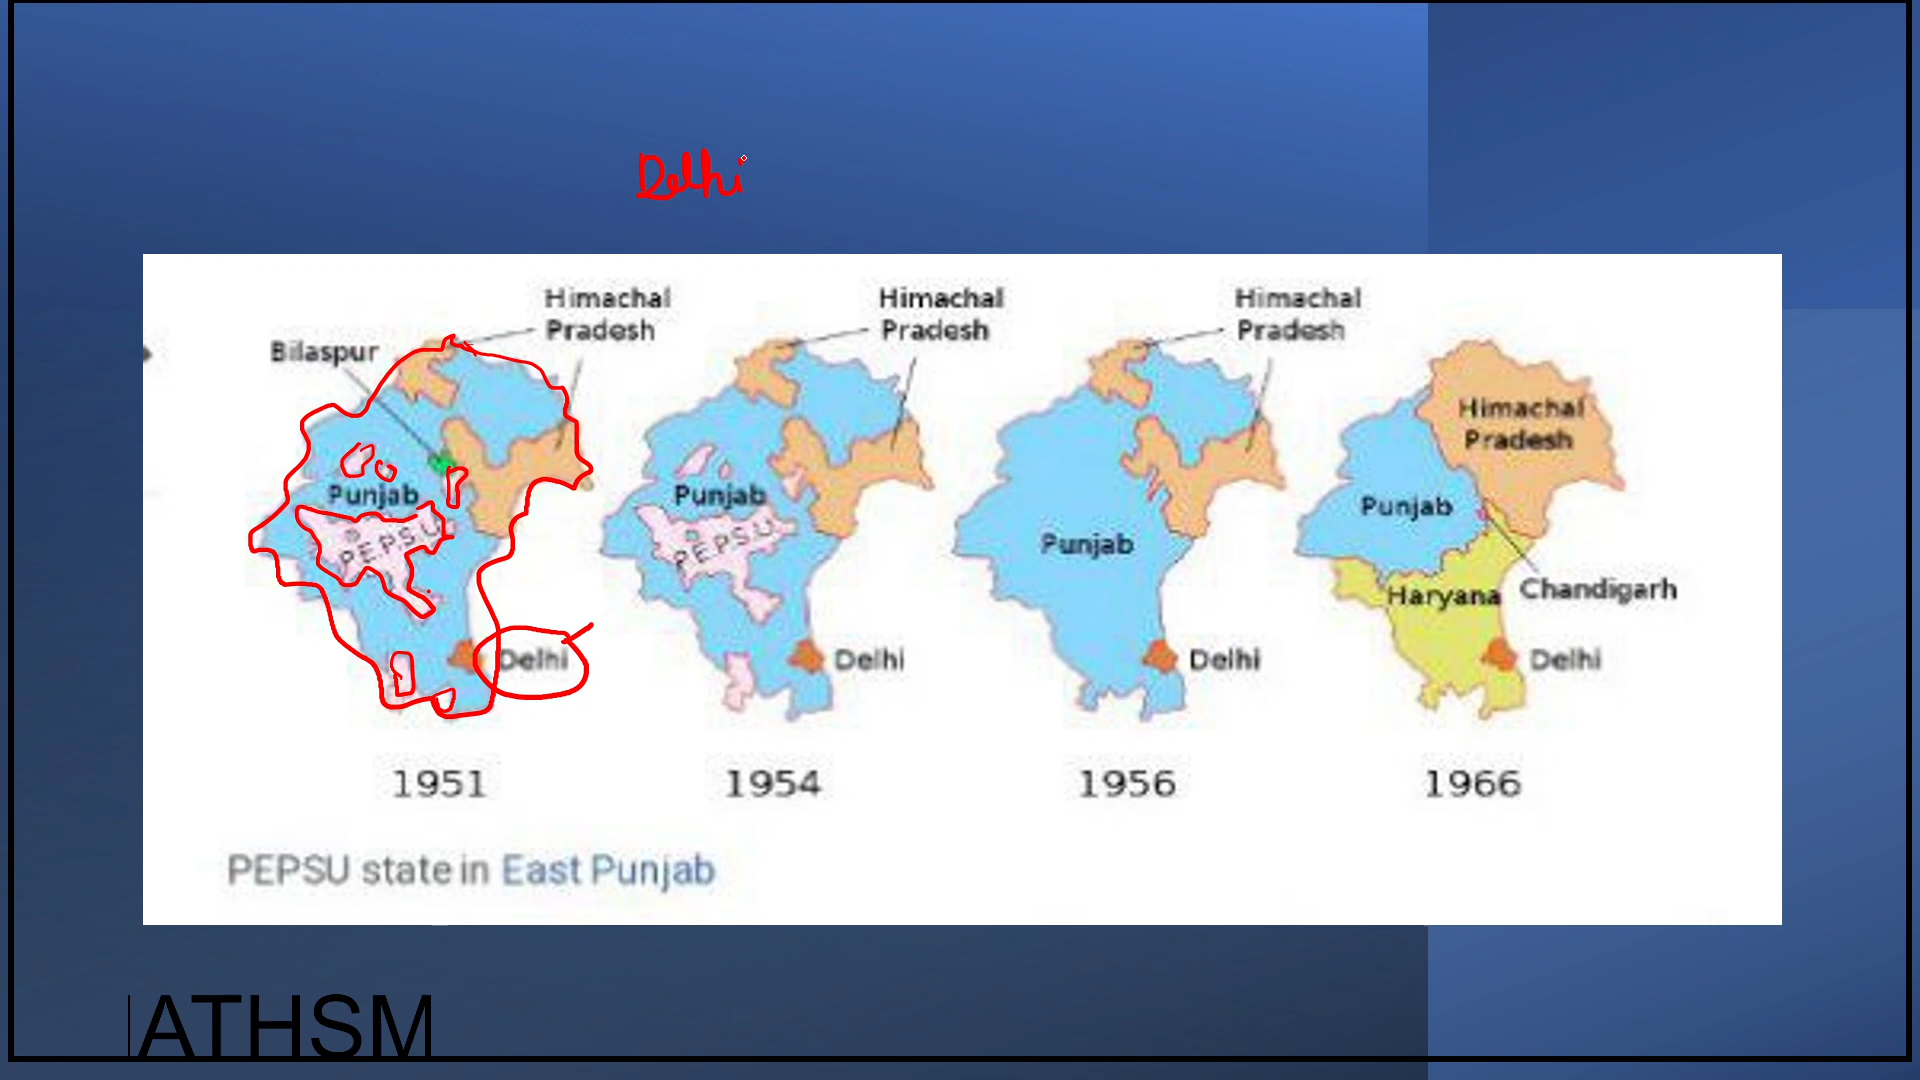 Delhi
Himachal
Pradesh
Himachal
Pradesh
Himachal
Pradesh
Bilaspur
Himachal
Pradesh
Punjab
Punjab
Punjab
PEPSU
PEPSU
Punjab
Haryana
Chandigarh
Delhi
Delhi
Delhi
Delhi
1951
1954
1956
1966
PEPSU state in East Punjab
ATHSM